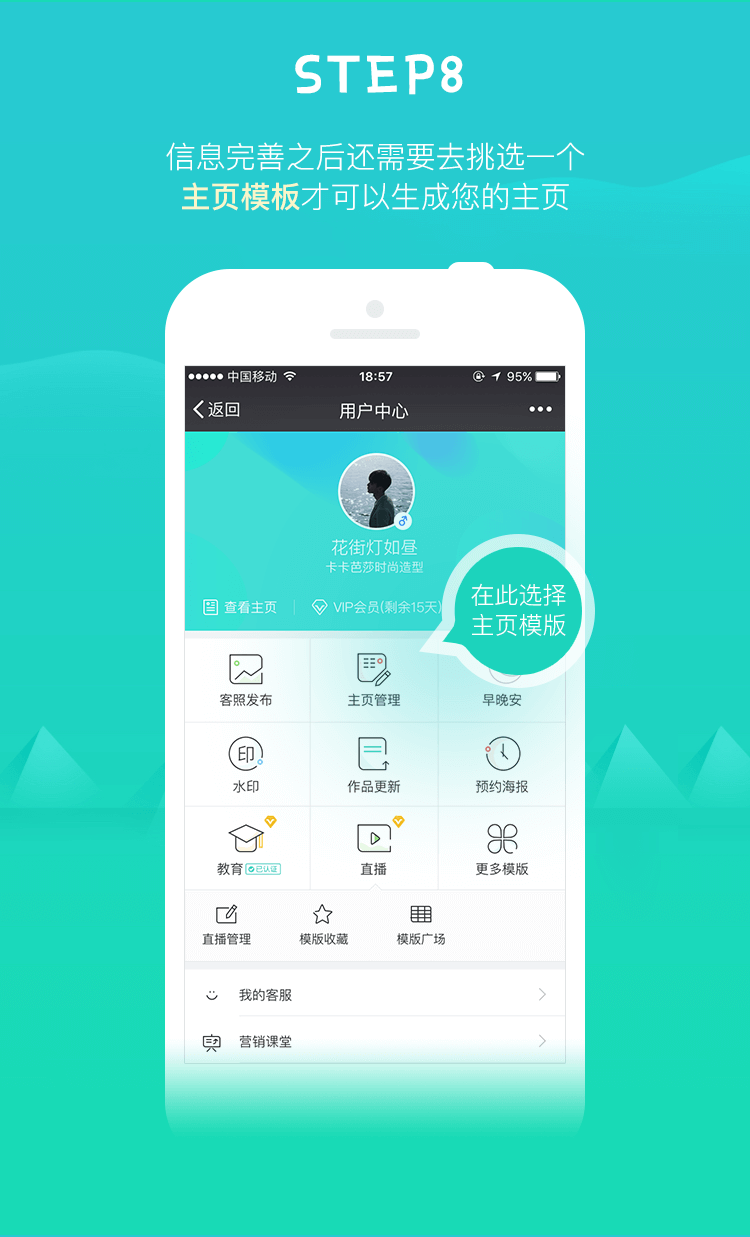 STEP8
信息完善之后还需要去挑选一个
主页模板才可以生成您的主页
中国移动 18:57 95%
返回 用户中心
花街灯如昼
卡卡芭莎时尚造型
查看主页 VIP会员(剩余15天)
在此选择
主页模版
客照发布 主页管理 早晚安
印
水印 作品更新 预约海报
教育 已认证 直播 更多模版
直播管理 模版收藏 模版广场
我的客服
营销课堂